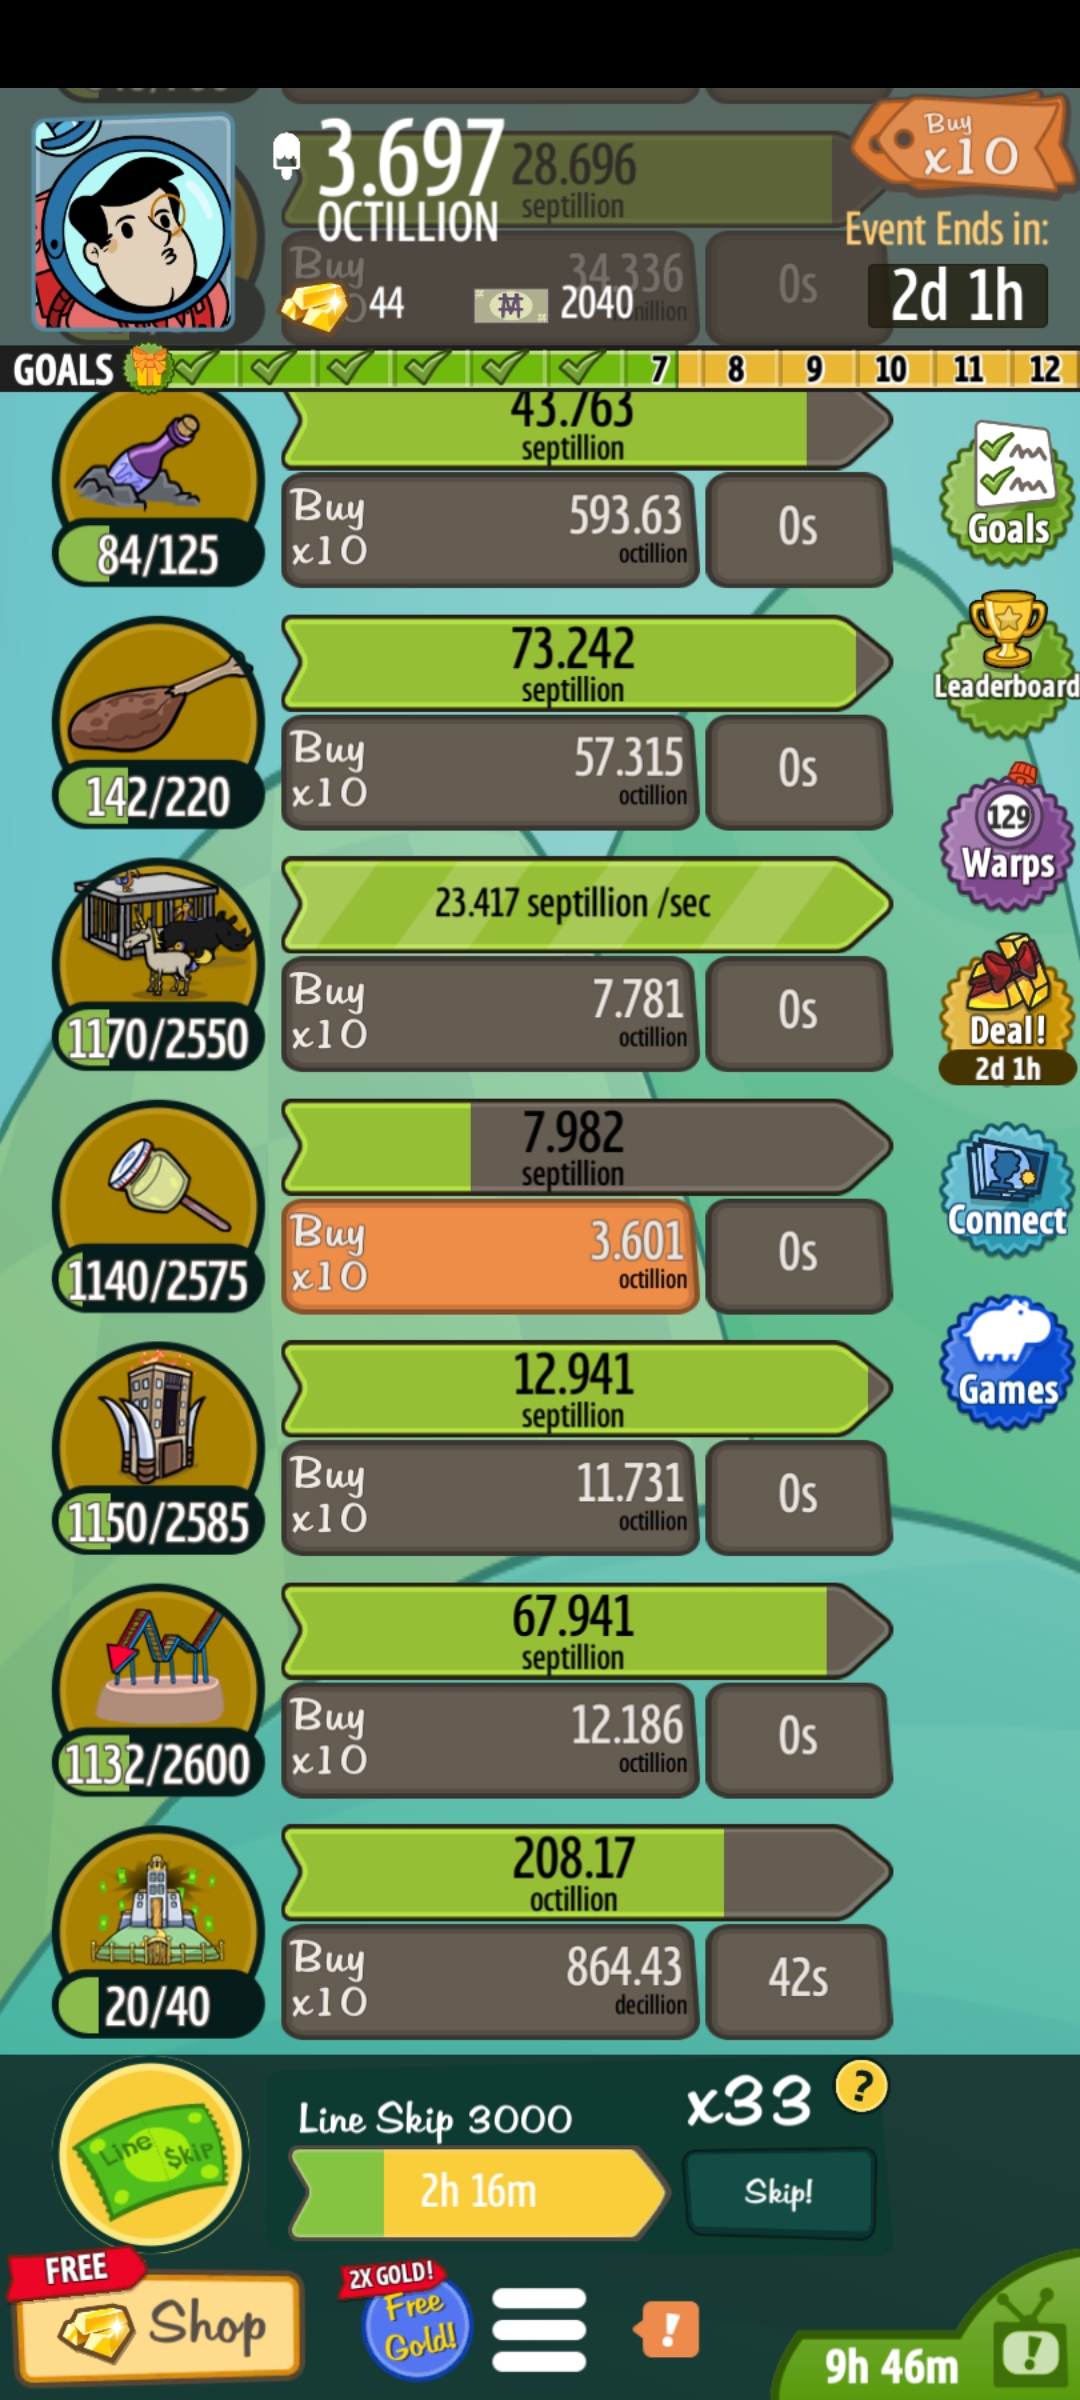 3.697
OCTILLION
28.696
septillion
Buy
x10
Event Ends in:
2d 1h
Buy
34.336
0s
44
2040
GOALS
7
8
9
10
11
12
43.763
septillion
84/125
Buy
x10
593.63
octillion
0s
Goals
73.242
septillion
142/220
Buy
x10
57.315
octillion
0s
Leaderboard
129
Warps
23.417 septillion /sec
1170/2550
Buy
x10
7.781
octillion
0s
Deal!
2d 1h
7.982
septillion
1140/2575
Buy
x10
3.601
octillion
0s
Connect
12.941
septillion
1150/2585
Buy
x10
11.731
octillion
0s
Games
67.941
septillion
1132/2600
Buy
x10
12.186
octillion
0s
208.17
octillion
20/40
Buy
x10
864.43
decillion
42s
Line $kip
Line Skip 3000
2h 16m
x33
?
Skip!
FREE
Shop
2X GOLD!
Free
Gold!
!
9h 46m
!